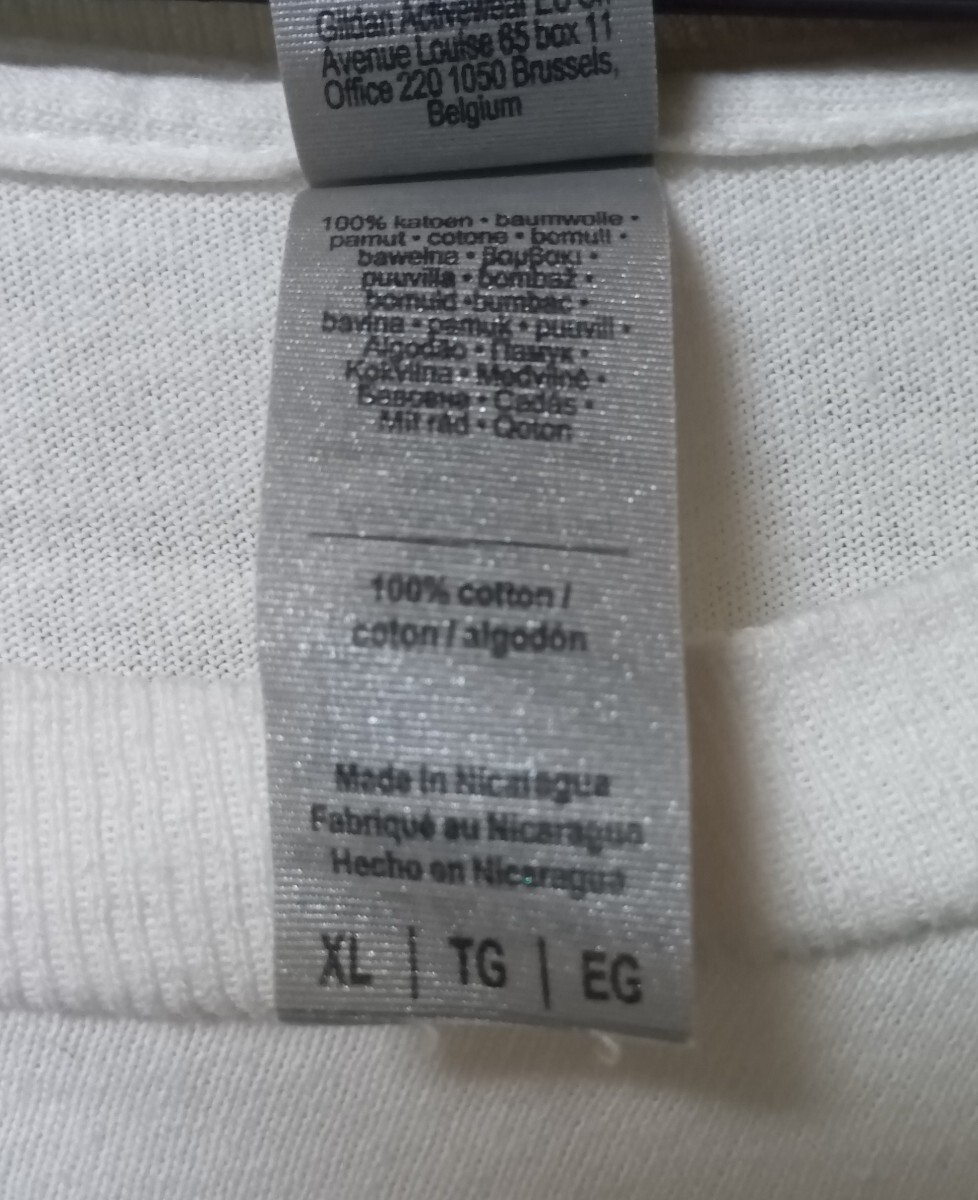 Gildan Activewear EU
Avenue Louise 65 box 11
Office 220 1050 Brussels,
Belgium
100% katoen • baumwolle •
pamut • cotone • bomull •
bawełna • βαμβάκι •
puuvilla • bombaž •
bomuld • bumbac •
bavlna • pamuk • puuvill •
Algodão • Памук •
Kokvilna • Medvilnė •
Бавовна • Cadás •
Mif rád • Qoton
100% cotton /
coton / algodón
Made in Nicaragua
Fabriqué au Nicaragua
Hecho en Nicaragua
XL | TG | EG